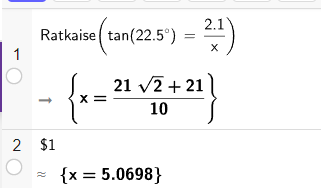 1
Ratkaise(tan(22.5°) = 2.1/x)
→ {x = (21 √2 + 21)/10}
2 $1
≈ {x = 5.0698}